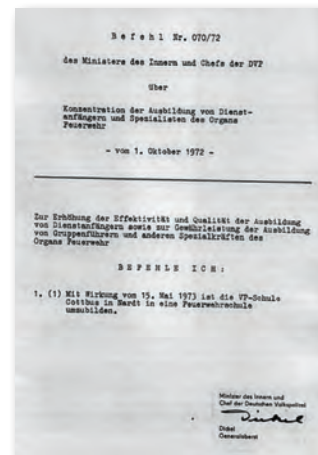 B e f e h l  Nr. 070/72
des Ministers des Innern und Chefs der DVP
über
Konzentration der Ausbildung von Dienst-
anfängern und Spezialisten des Organs
Feuerwehr
- vom 1. Oktober 1972 -
Zur Erhöhung der Effektivität und Qualität der Ausbildung
von Dienstanfängern sowie zur Gewährleistung der Ausbildung
von Gruppenführern und anderen Spezialkräften des
Organs Feuerwehr
B E F E H L E  I C H :
1. (1) Mit Wirkung vom 15. Mai 1973 ist die VP-Schule
Cottbus in Nardt in eine Feuerwehrschule
umzubilden.
Minister des Innern und
Chef der Deutschen Volkspolizei
Dickel
Dickel
Generaloberst